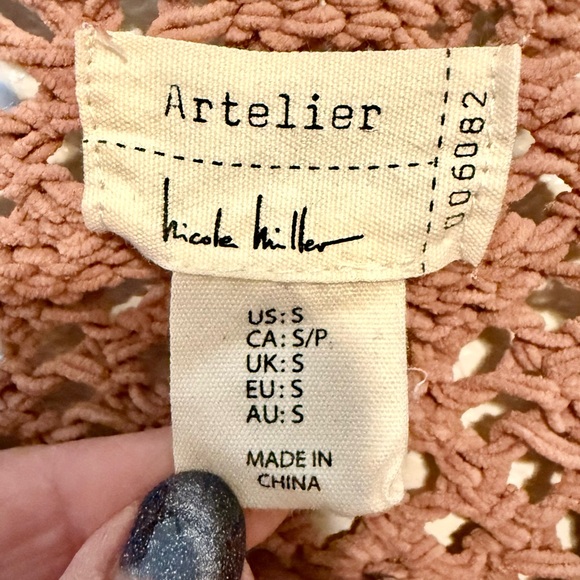 Artelier
006082
Nicole Miller
US: S
CA: S/P
UK: S
EU: S
AU: S
MADE IN
CHINA